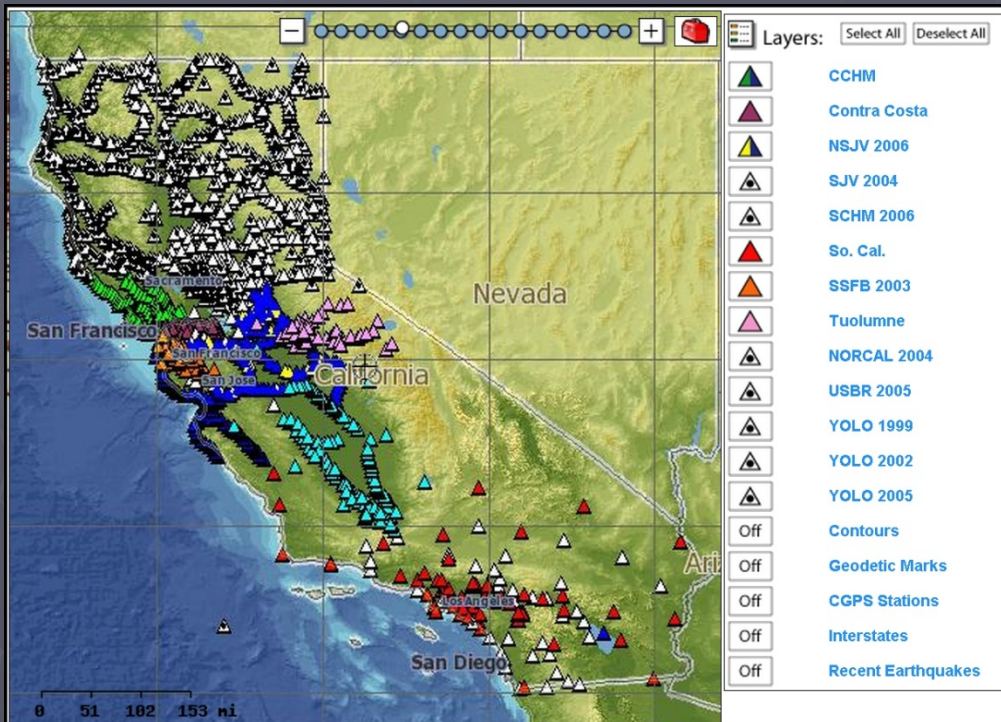 − +
Layers: Select All Deselect All
CCHM
Contra Costa
NSJV 2006
SJV 2004
SCHM 2006
So. Cal.
SSFB 2003
Tuolumne
NORCAL 2004
USBR 2005
YOLO 1999
YOLO 2002
YOLO 2005
Off Contours
Off Geodetic Marks
Off CGPS Stations
Off Interstates
Off Recent Earthquakes
Sacramento
Nevada
San Francisco
San Francisco
San Jose
California
Ari
Los Angeles
San Diego
0 51 102 153 mi